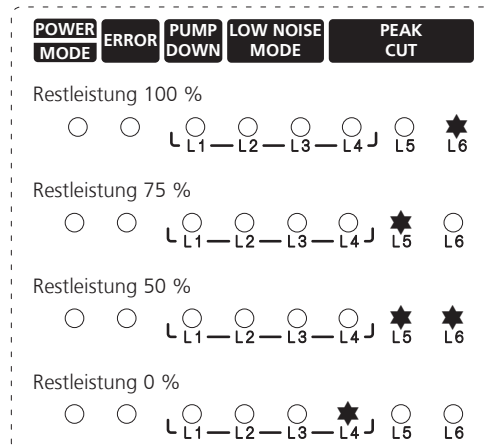 POWER MODE ERROR PUMP DOWN LOW NOISE MODE PEAK CUT
Restleistung 100 %
L1 L2 L3 L4 L5 L6
Restleistung 75 %
L1 L2 L3 L4 L5 L6
Restleistung 50 %
L1 L2 L3 L4 L5 L6
Restleistung 0 %
L1 L2 L3 L4 L5 L6